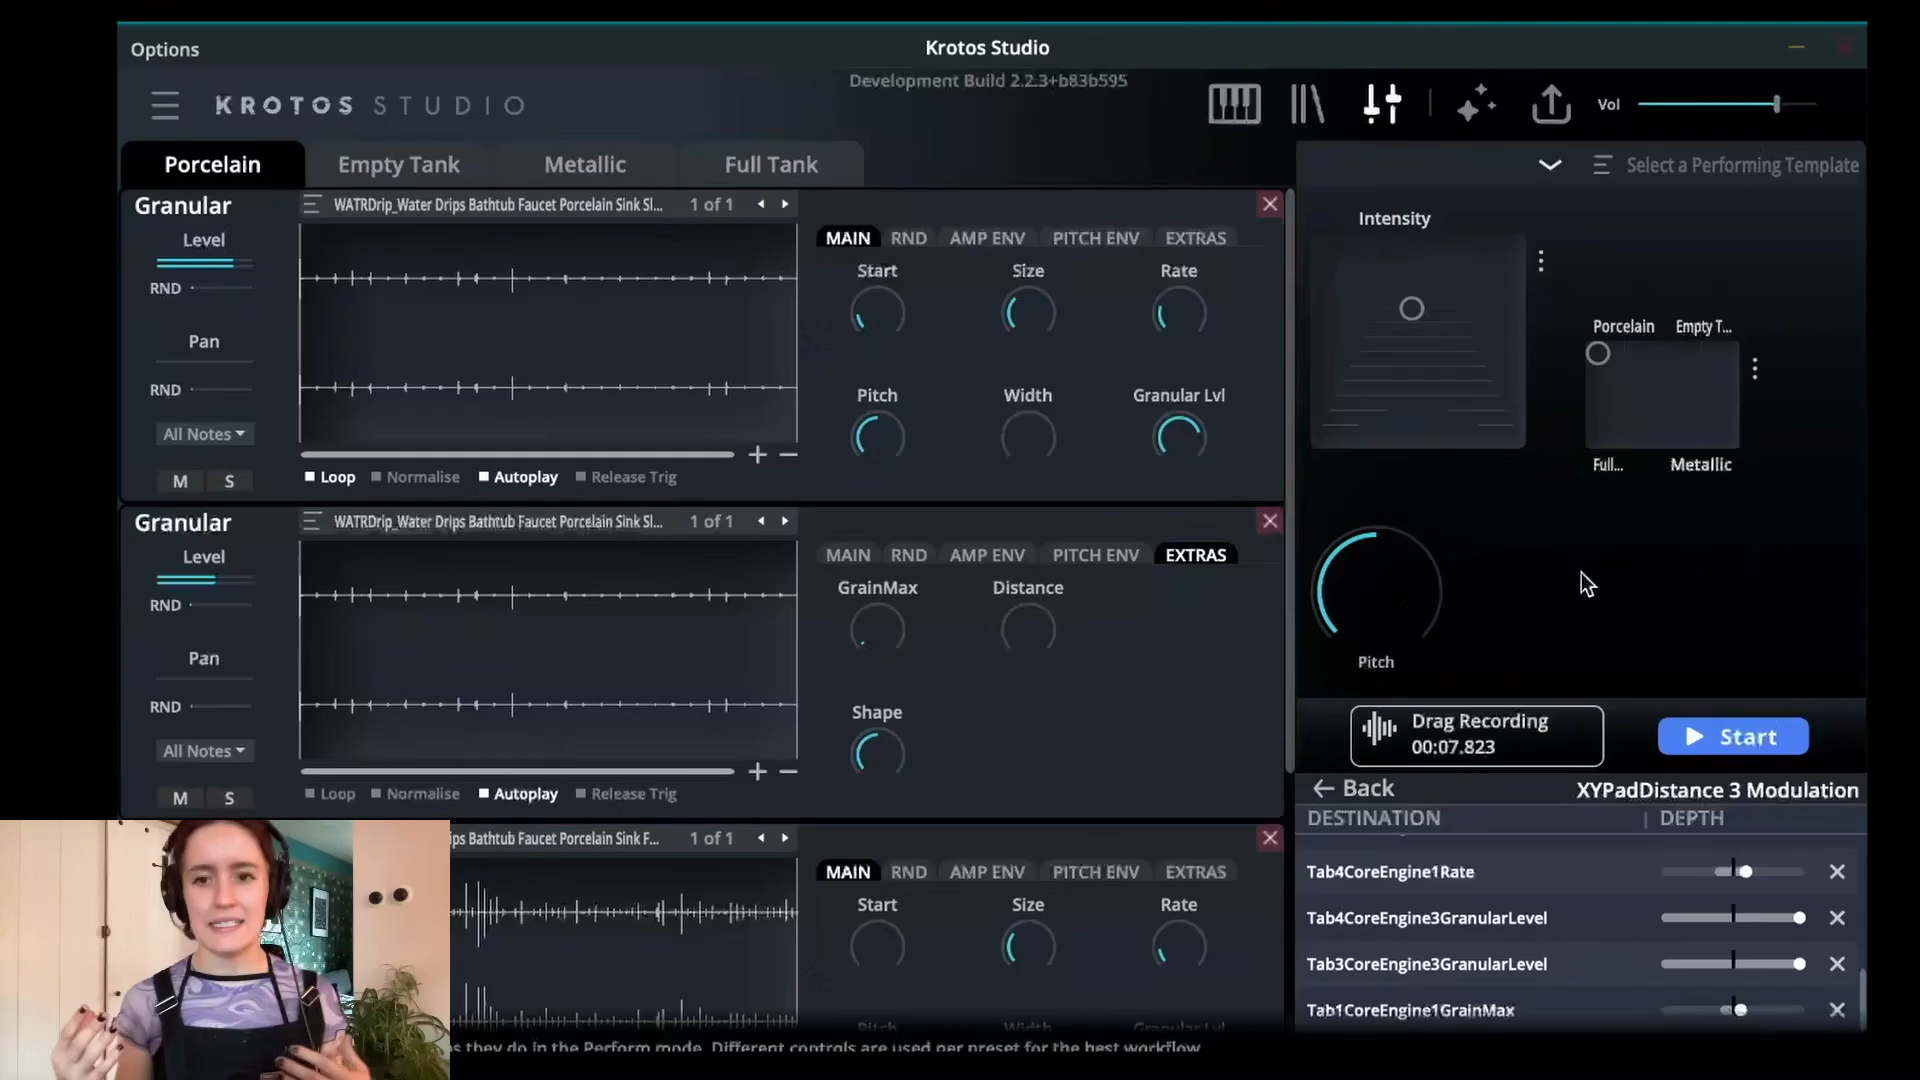 Options
Krotos Studio
Development Build 2.2.3+b83b595
KROTOS STUDIO
Vol
Porcelain
Empty Tank
Metallic
Full Tank
Select a Performing Template
Granular
WATRDrip_Water Drips Bathtub Faucet Porcelain Sink Sl...
1 of 1
Level
RND
Pan
RND
All Notes
M S
Loop Normalise Autoplay Release Trig
MAIN RND AMP ENV PITCH ENV EXTRAS
Start Size Rate
Pitch Width Granular Lvl
Granular
WATRDrip_Water Drips Bathtub Faucet Porcelain Sink Sl...
1 of 1
Level
RND
Pan
RND
All Notes
M S
Loop Normalise Autoplay Release Trig
MAIN RND AMP ENV PITCH ENV EXTRAS
GrainMax Distance
Shape
ips Bathtub Faucet Porcelain Sink F...
1 of 1
MAIN RND AMP ENV PITCH ENV EXTRAS
Start Size Rate
Pitch Width Granular Lvl
s they do in the Perform mode. Different controls are used per preset for the best workflow
Intensity
Porcelain Empty T...
Full... Metallic
Pitch
Drag Recording
00:07.823
Start
Back
XYPadDistance 3 Modulation
DESTINATION DEPTH
Tab4CoreEngine1Rate
Tab4CoreEngine3GranularLevel
Tab3CoreEngine3GranularLevel
Tab1CoreEngine1GrainMax